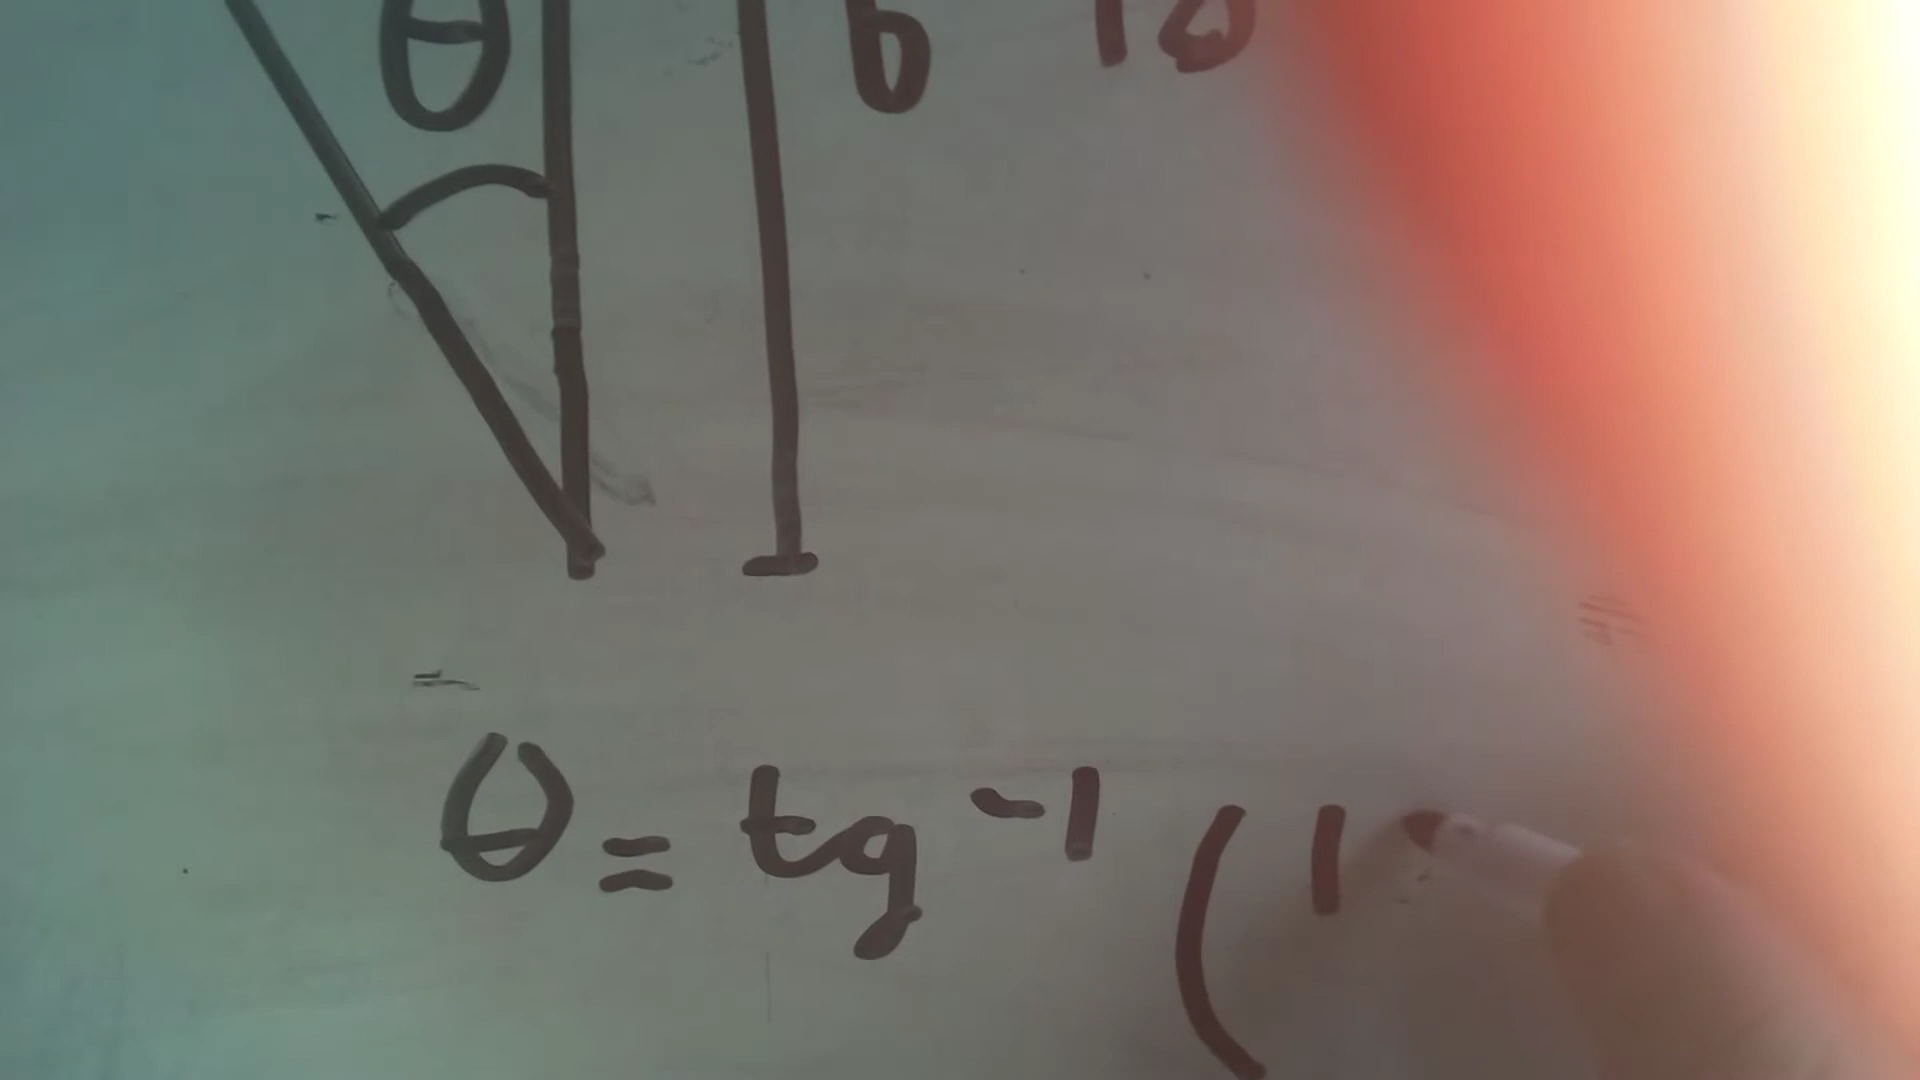 θ b
θ = tg⁻¹ ( 1